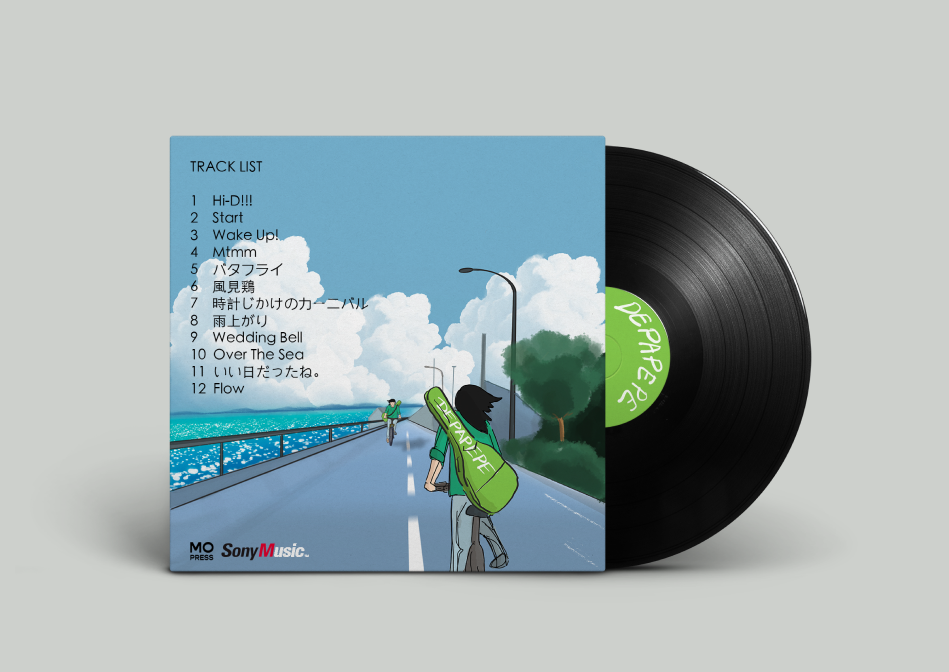 TRACK LIST
1 Hi-D!!!
2 Start
3 Wake Up!
4 Mtmm
5 バタフライ
6 風見鶏
7 時計じかけのカーニバル
8 雨上がり
9 Wedding Bell
10 Over The Sea
11 いい日だったね。
12 Flow
DEPAPEPE
DEPAPEPE
MO
PRESS
SonyMusic